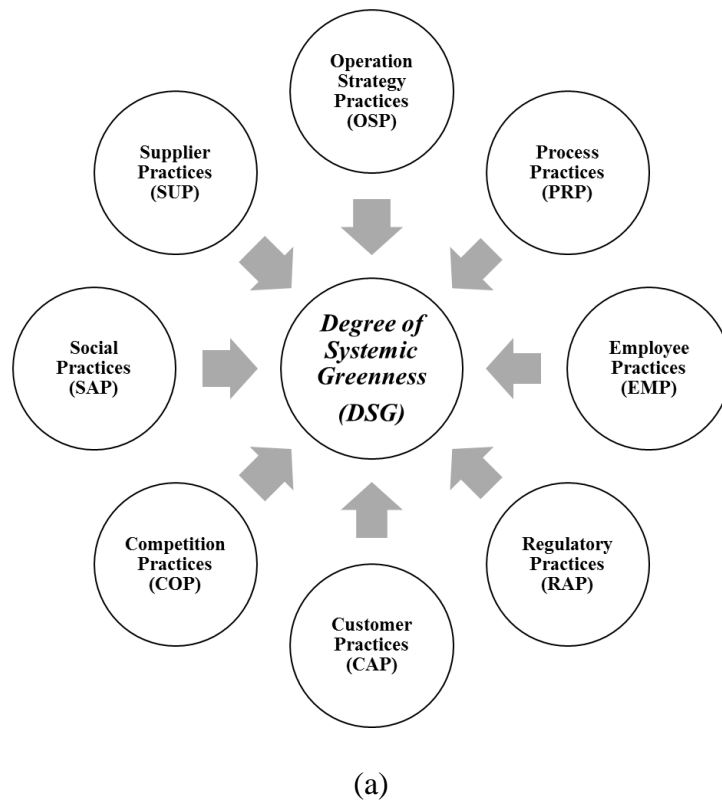 Operation
Strategy
Practices
(OSP)
Supplier
Practices
(SUP)
Process
Practices
(PRP)
Social
Practices
(SAP)
Degree of
Systemic
Greenness
(DSG)
Employee
Practices
(EMP)
Competition
Practices
(COP)
Regulatory
Practices
(RAP)
Customer
Practices
(CAP)
(a)